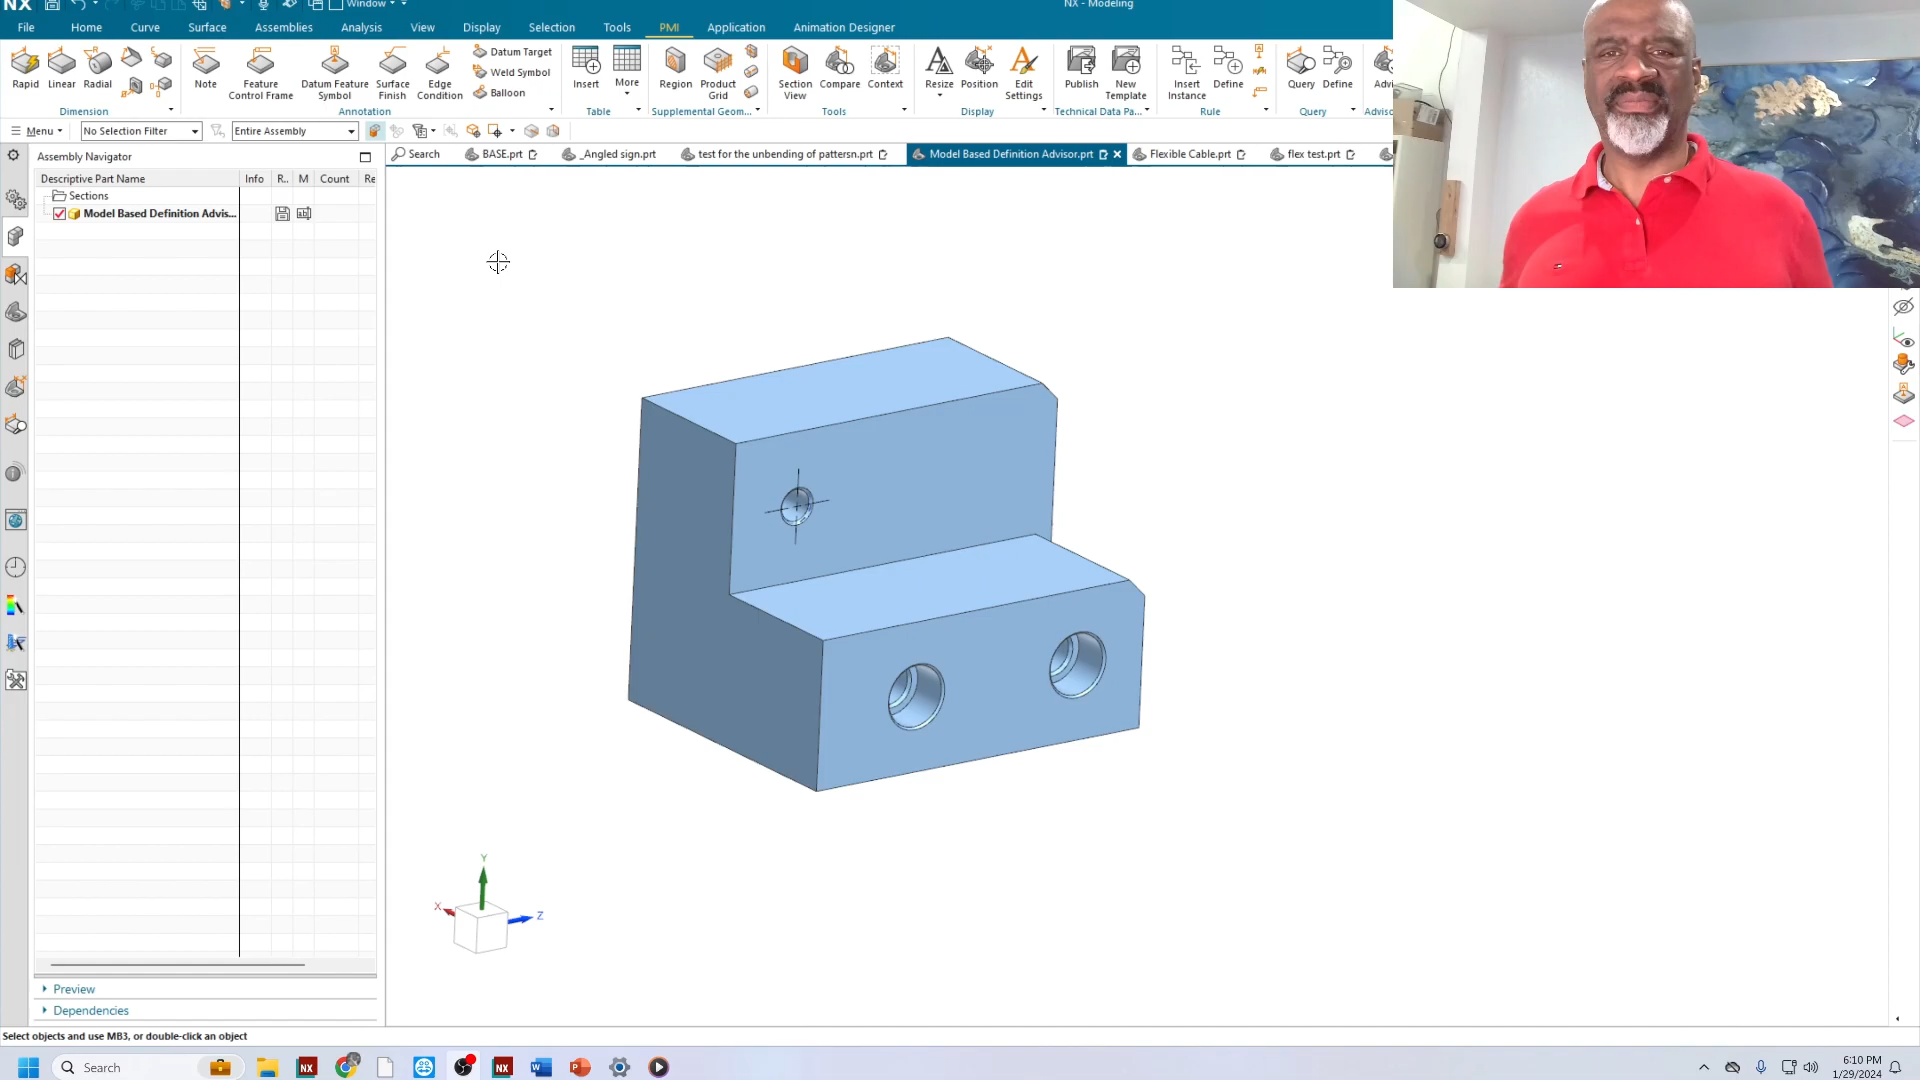 NX Window NX - Modeling
File Home Curve Surface Assemblies Analysis View Display Selection Tools PMI Application Animation Designer
Rapid Linear Radial Note Feature Control Frame Datum Feature Symbol Surface Finish Edge Condition Datum Target Weld Symbol Balloon Insert More Region Product Grid Section View Compare Context Resize Position Edit Settings Publish New Template Insert Instance Define Query Define
Dimension Annotation Table Supplemental Geom... Tools Display Technical Data Pa... Rule Query
Menu No Selection Filter Entire Assembly
Assembly Navigator Search BASE.prt _Angled sign.prt test for the unbending of pattersn.prt Model Based Definition Advisor.prt Flexible Cable.prt flex test.prt
Descriptive Part Name Info R.. M Count Re
Sections
Model Based Definition Advis...
Y
X Z
Preview
Dependencies
Select objects and use MB3, or double-click an object
Search 6:10 PM
1/29/2024